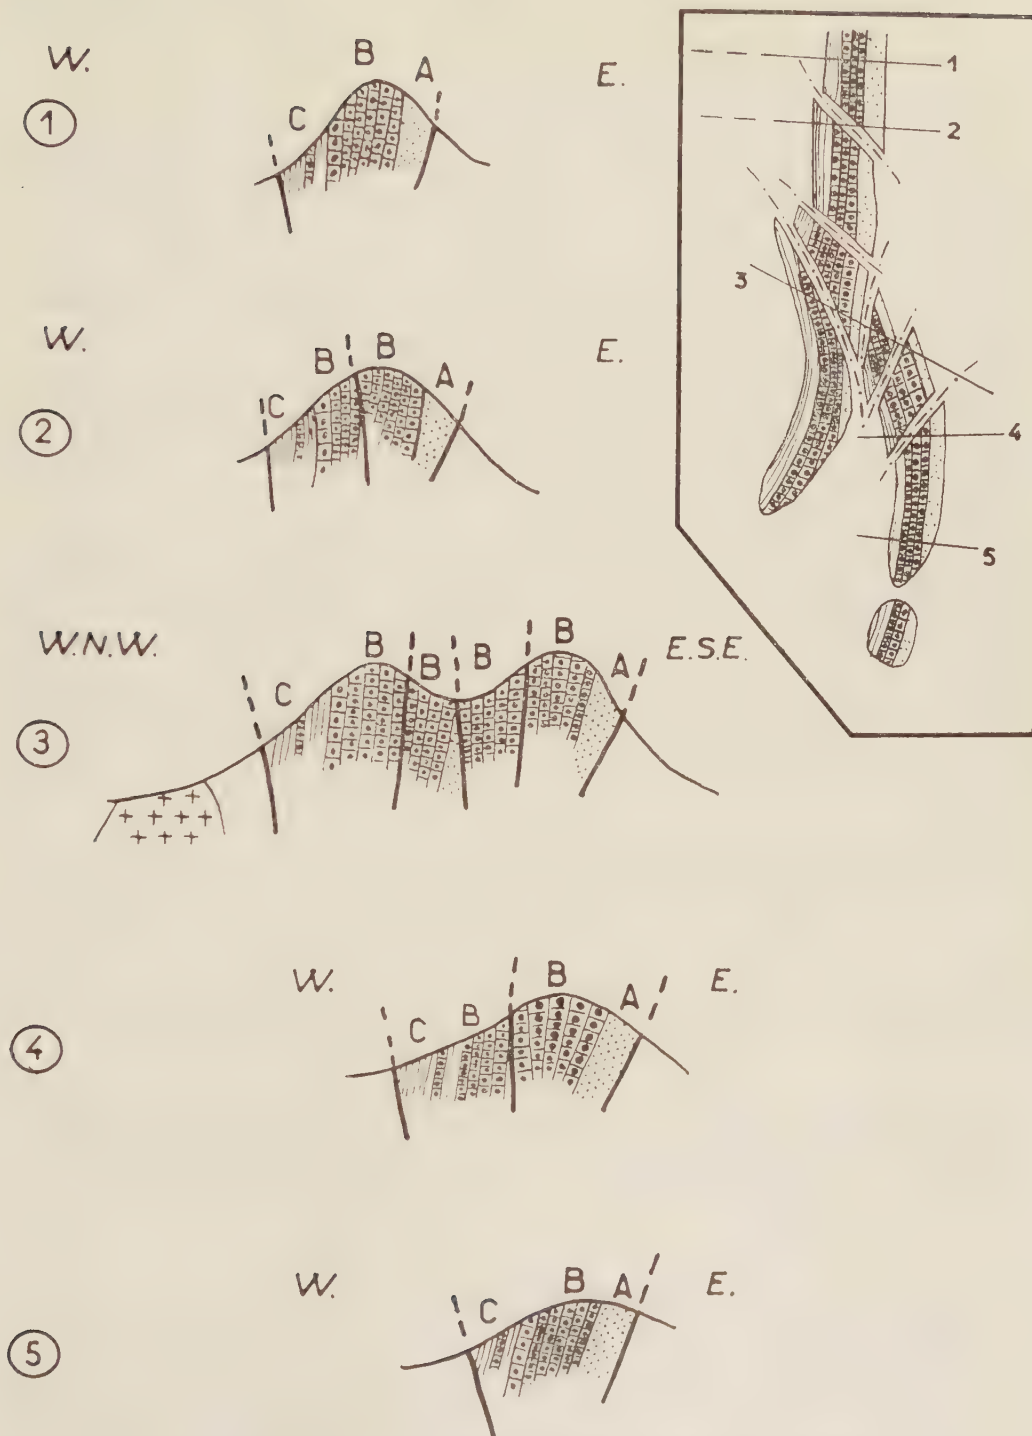 W. B A E.
1 C
W. B B E.
2 C A
W.N.W. B B B B E.S.E.
3 C A
W. B E.
4 C B A
W. B A E.
5 C
1
2
3
4
5